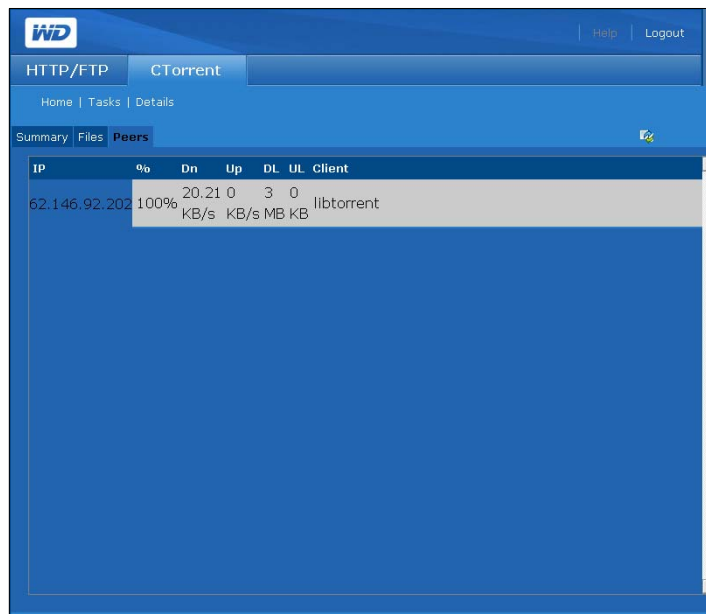 WD
Help | Logout
HTTP/FTP CTorrent
Home | Tasks | Details
Summary Files Peers
IP % Dn Up DL UL Client
62.146.92.202 100% 20.21 KB/s 0 KB/s 3 MB 0 KB libtorrent